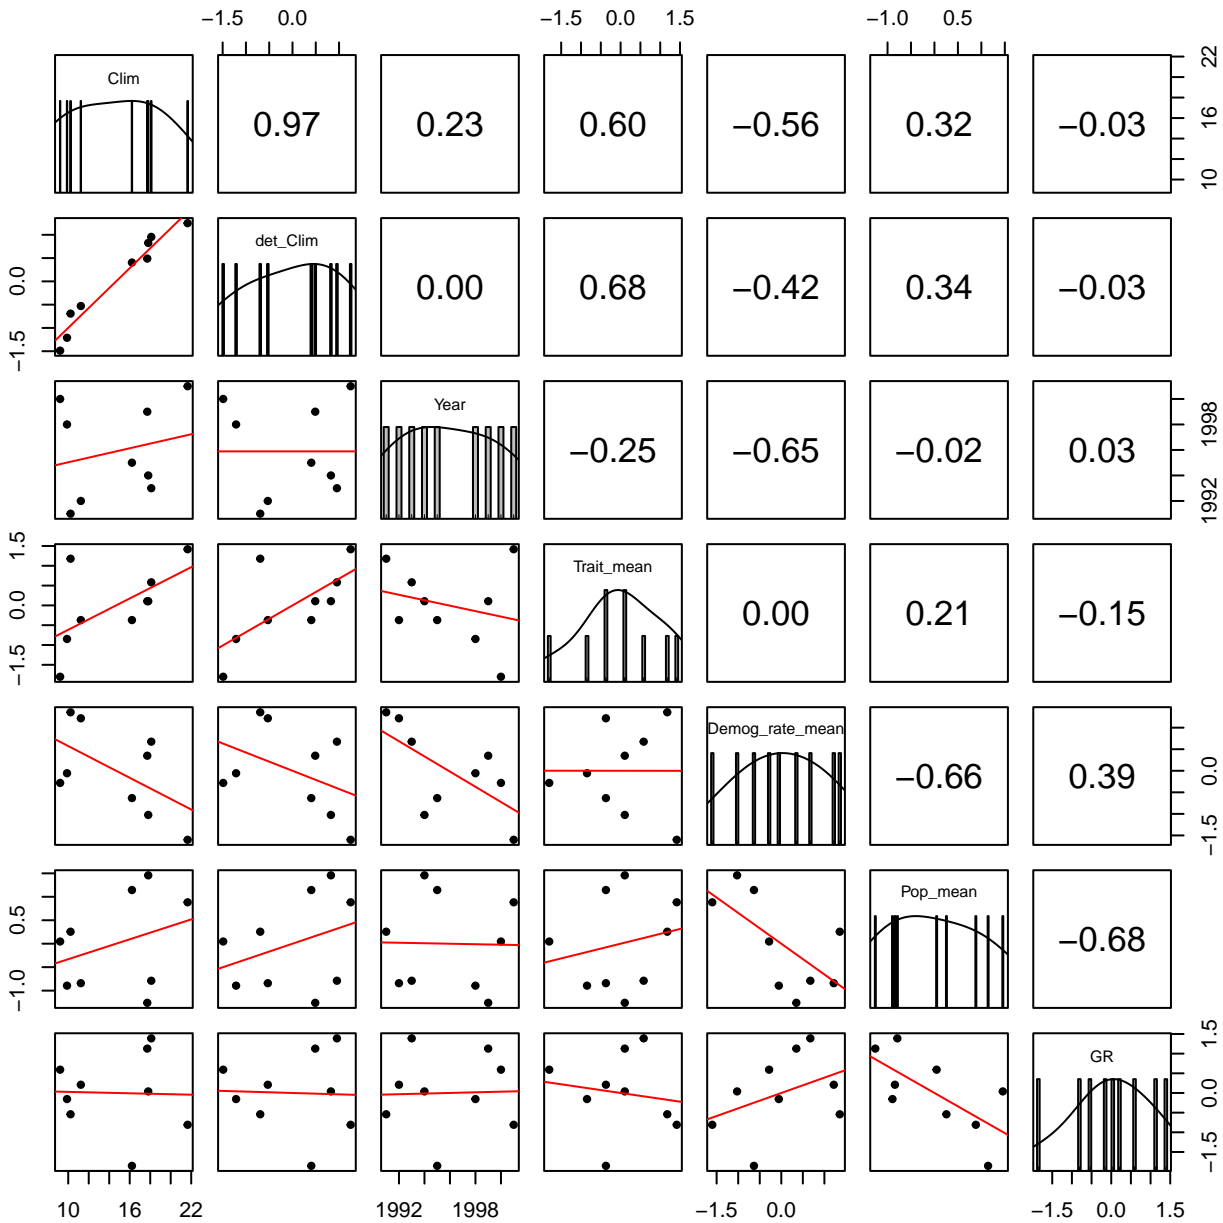 −1.5 0.0 −1.5 0.0 1.5 −1.0 0.5
Clim 0.97 0.23 0.60 −0.56 0.32 −0.03 10 16 22
−1.5 0.0 det_Clim 0.00 0.68 −0.42 0.34 −0.03
Year −0.25 −0.65 −0.02 0.03 1992 1998
−1.5 0.0 1.5 Trait_mean 0.00 0.21 −0.15
Demog_rate_mean −0.66 0.39 −1.5 0.0
−1.0 0.5 Pop_mean −0.68
GR −1.5 0.0 1.5
10 16 22 1992 1998 −1.5 0.0 −1.5 0.0 1.5